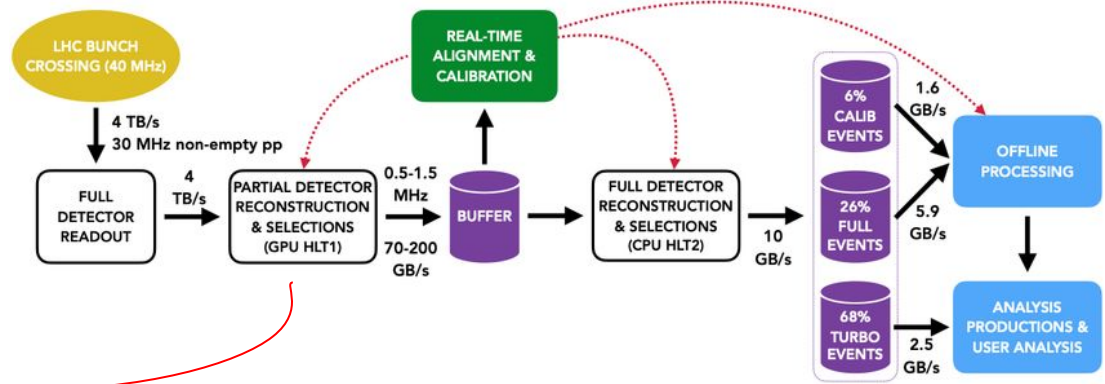 LHC BUNCH
CROSSING (40 MHz)
4 TB/s
30 MHz non-empty pp
FULL
DETECTOR
READOUT
4
TB/s
PARTIAL DETECTOR
RECONSTRUCTION
& SELECTIONS
(GPU HLT1)
0.5-1.5
MHz
70-200
GB/s
REAL-TIME
ALIGNMENT &
CALIBRATION
BUFFER
FULL DETECTOR
RECONSTRUCTION
& SELECTIONS
(CPU HLT2)
10
GB/s
6%
CALIB
EVENTS
26%
FULL
EVENTS
68%
TURBO
EVENTS
1.6
GB/s
5.9
GB/s
2.5
GB/s
OFFLINE
PROCESSING
ANALYSIS
PRODUCTIONS &
USER ANALYSIS